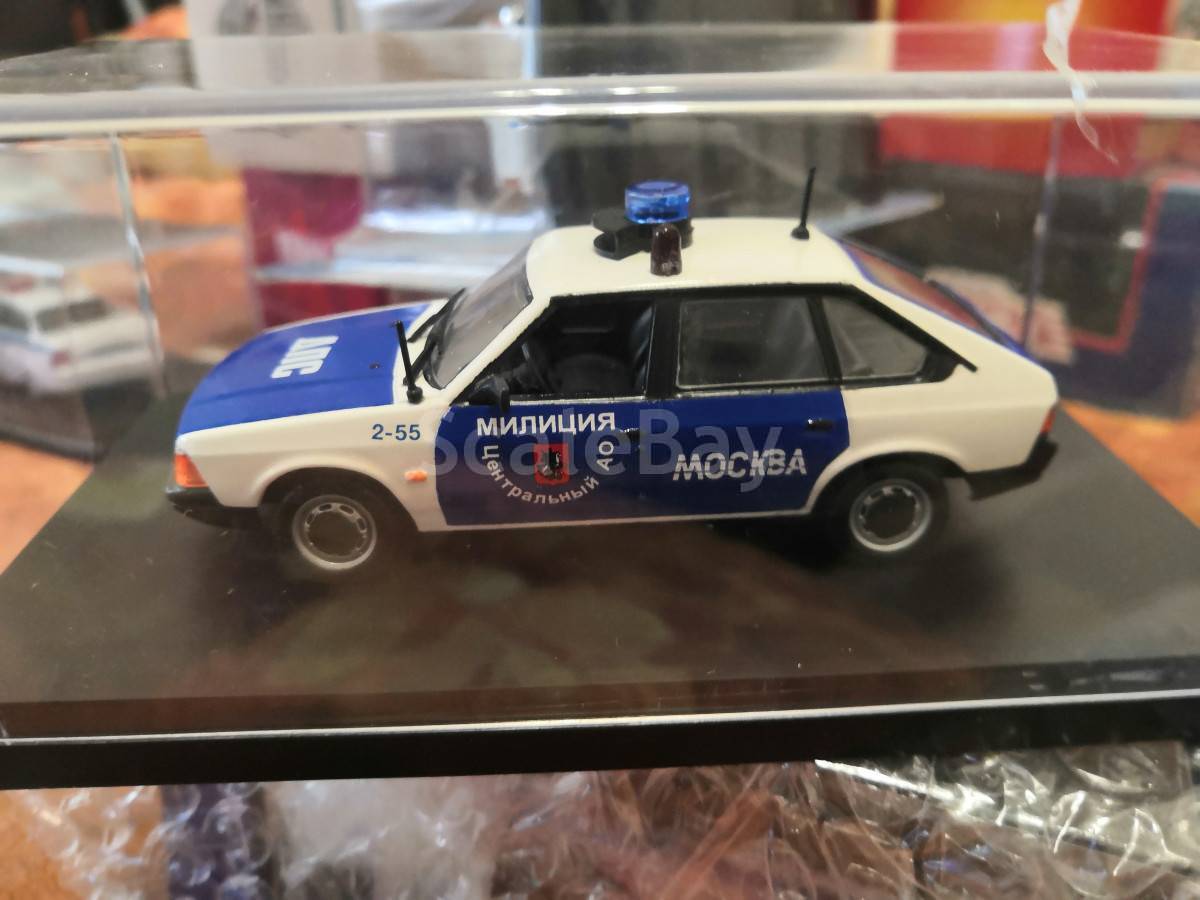 ДПС
2-55
МИЛИЦИЯ
Центральный АО
МОСКВА
ScaleBay